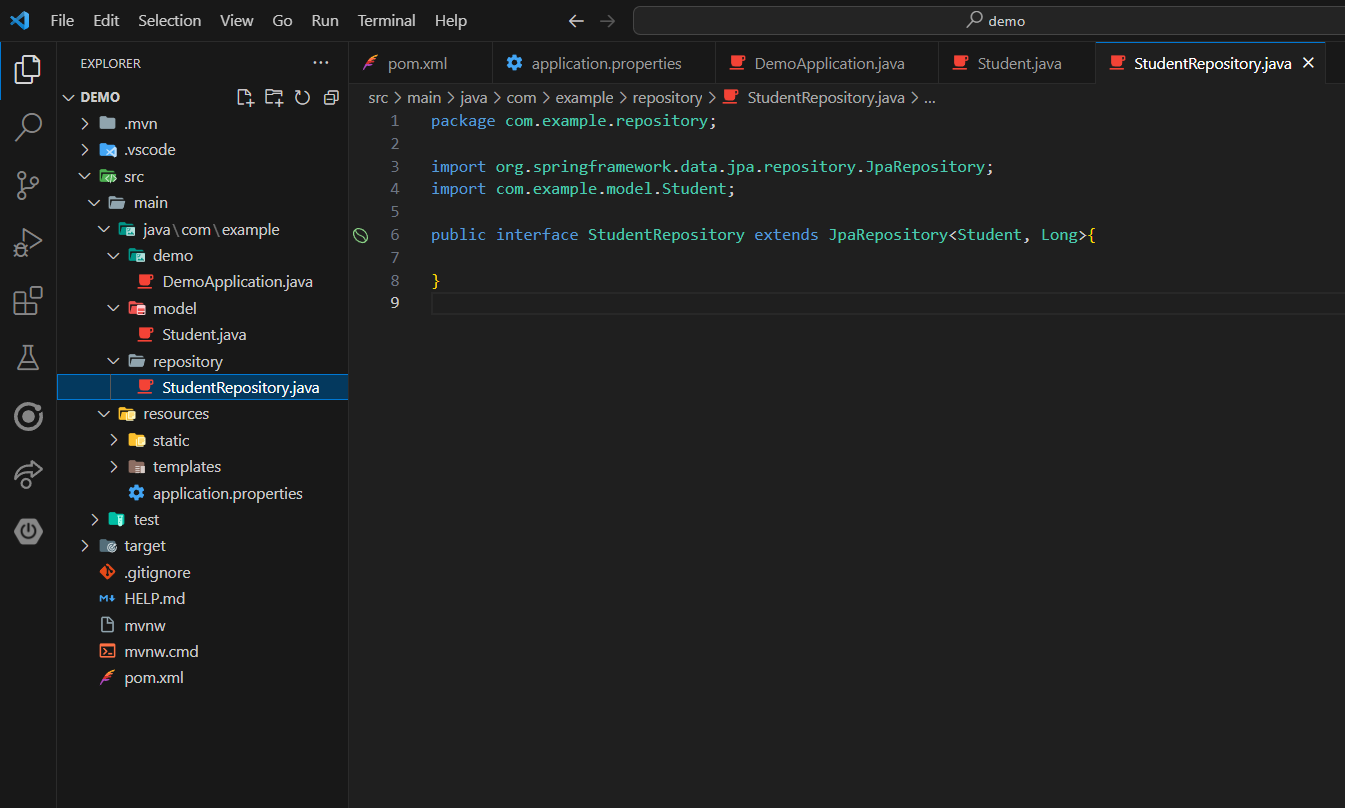 File Edit Selection View Go Run Terminal Help
demo
EXPLORER
DEMO
.mvn
.vscode
src
main
java\com\example
demo
DemoApplication.java
model
Student.java
repository
StudentRepository.java
resources
static
templates
application.properties
test
target
.gitignore
HELP.md
mvnw
mvnw.cmd
pom.xml
pom.xml application.properties DemoApplication.java Student.java StudentRepository.java
src > main > java > com > example > repository > StudentRepository.java > ...
1 package com.example.repository;
2
3 import org.springframework.data.jpa.repository.JpaRepository;
4 import com.example.model.Student;
5
6 public interface StudentRepository extends JpaRepository<Student, Long>{
7
8 }
9